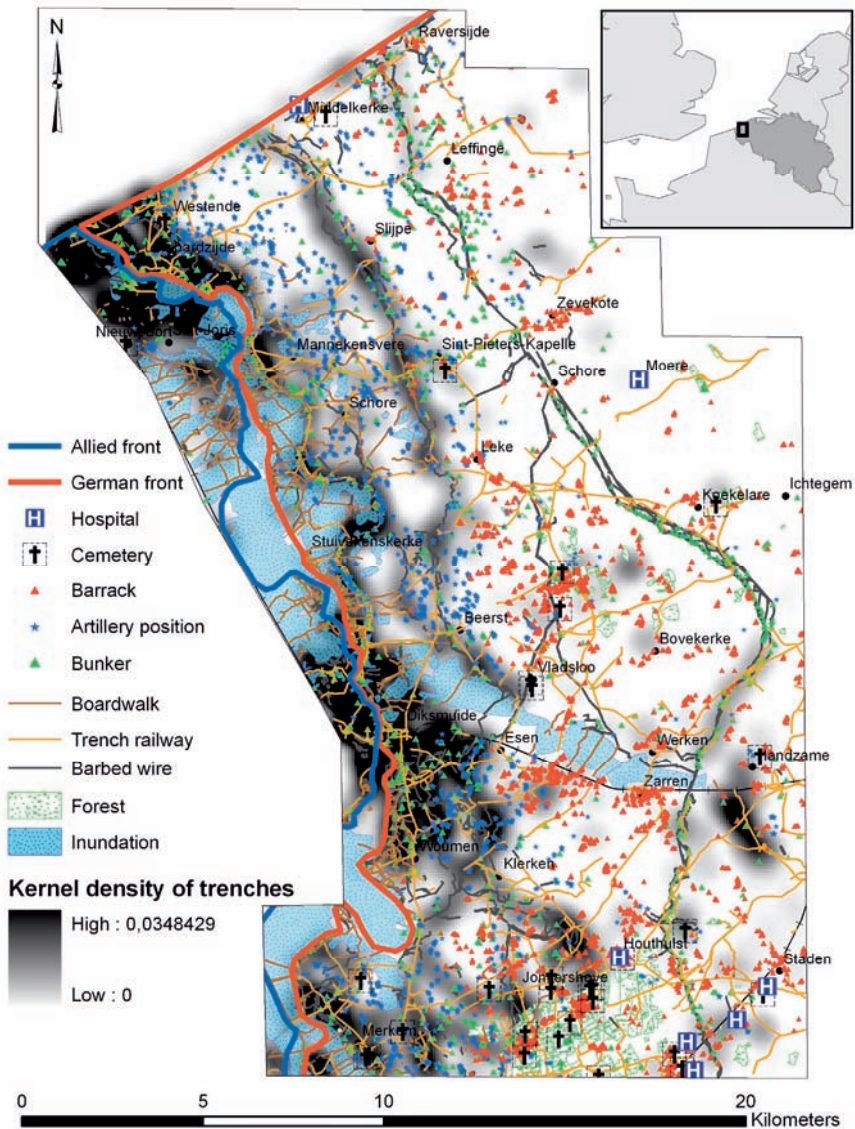 N
Raversijde
Middelkerke
Leffinge
Westende
Slijpe
Zevekote
Mannekensvere
Sint-Pieters-Kapelle
Moere
Schore
Schore
Leke
Ichtegem
Koekelare
Stuivekenskerke
Beerst
Bovekerke
Vladsloo
Diksmuide
Esen
Werken
Handzame
Zarren
Woumen
Klerken
Houthulst
Staden
Jonkershove
Merkem
Allied front
German front
H Hospital
Cemetery
Barrack
Artillery position
Bunker
Boardwalk
Trench railway
Barbed wire
Forest
Inundation
Kernel density of trenches
High : 0,0348429
Low : 0
0 5 10 20
Kilometers